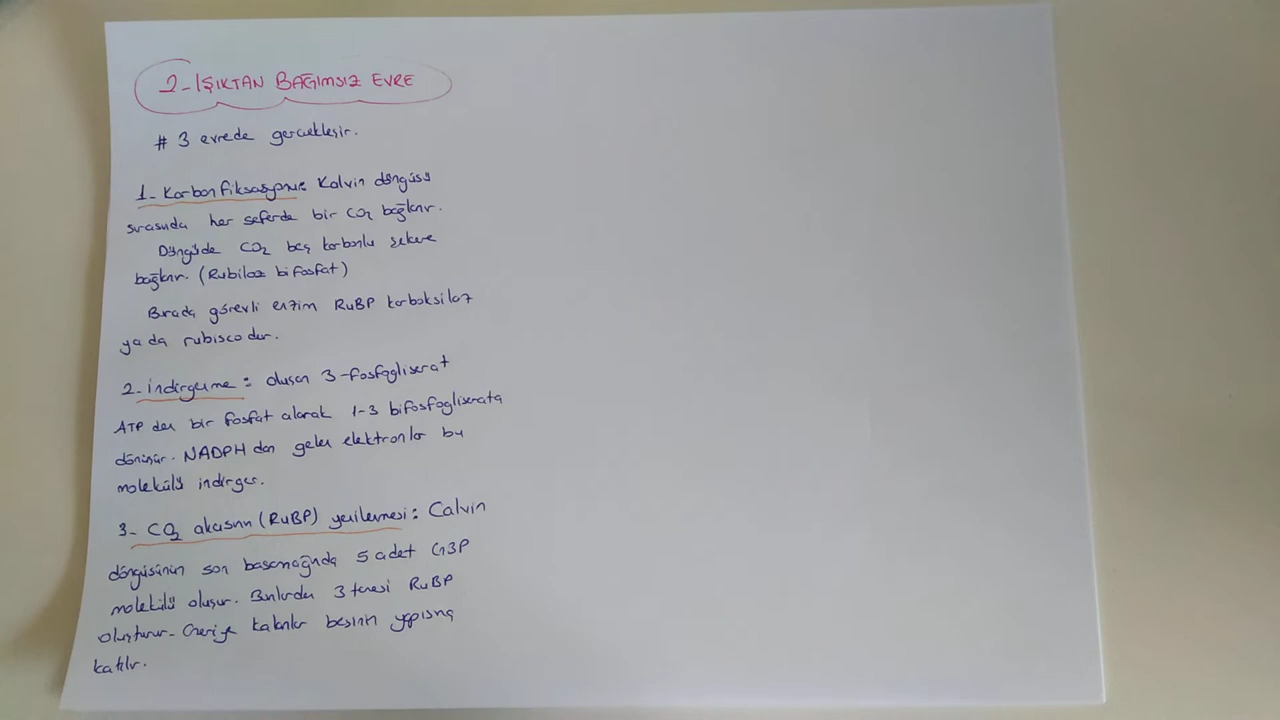 2-IŞIKTAN BAĞIMSIZ EVRE
# 3 evrede gerçekleşir.
1- Karbon fiksasyonu: Kalvin döngüsü
sırasında her seferde bir CO2 bağlanır.
Döngüde CO2 beş karbonlu şekere
bağlanır. (Rubiloz bifosfat)
Burada görevli enzim RuBP karboksilaz
ya da rubiscodur.
2- İndirgeme: oluşan 3-fosfogliserat
ATP den bir fosfat alarak 1-3 bifosfogliserata
dönüşür. NADPH dan gelen elektronlar bu
molekülü indirger.
3- CO2 alıcısının (RuBP) yenilenmesi: Calvin
döngüsünün son basamağında 5 adet G3P
molekülü oluşur. Bunlardan 3 tanesi RuBP
oluşturur. Geriye kalanlar besinin yapısına
katılır.